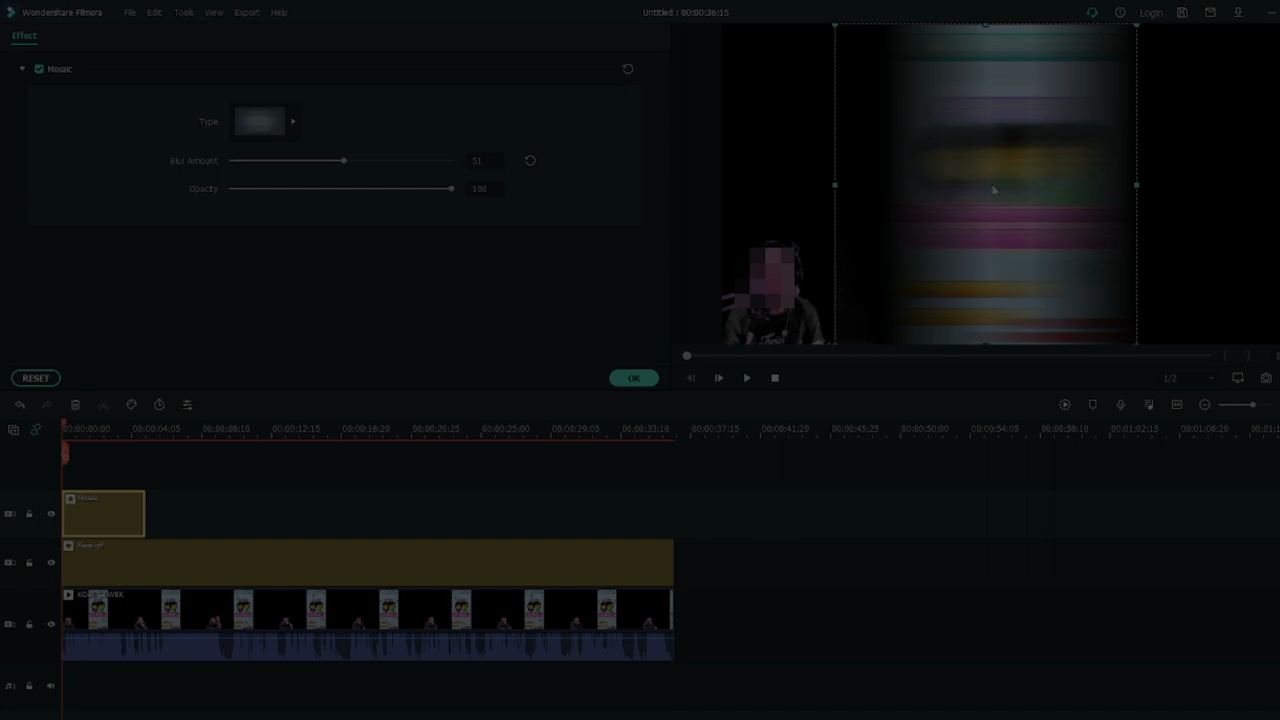 Wondershare Filmora File Edit Tools View Export Help Untitled : 00:00:36:15 Login
Effect
Mosaic
Type
Blur Amount 51
Opacity 100
RESET OK
1/2
00:00:00:00 00:00:04:05 00:00:08:10 00:00:12:15 00:00:16:20 00:00:20:25 00:00:25:00 00:00:29:05 00:00:33:10 00:00:37:15 00:00:41:20 00:00:45:25 00:00:50:00 00:00:54:05 00:00:58:10 00:01:02:15 00:01:06:20
Mosaic
Face-off